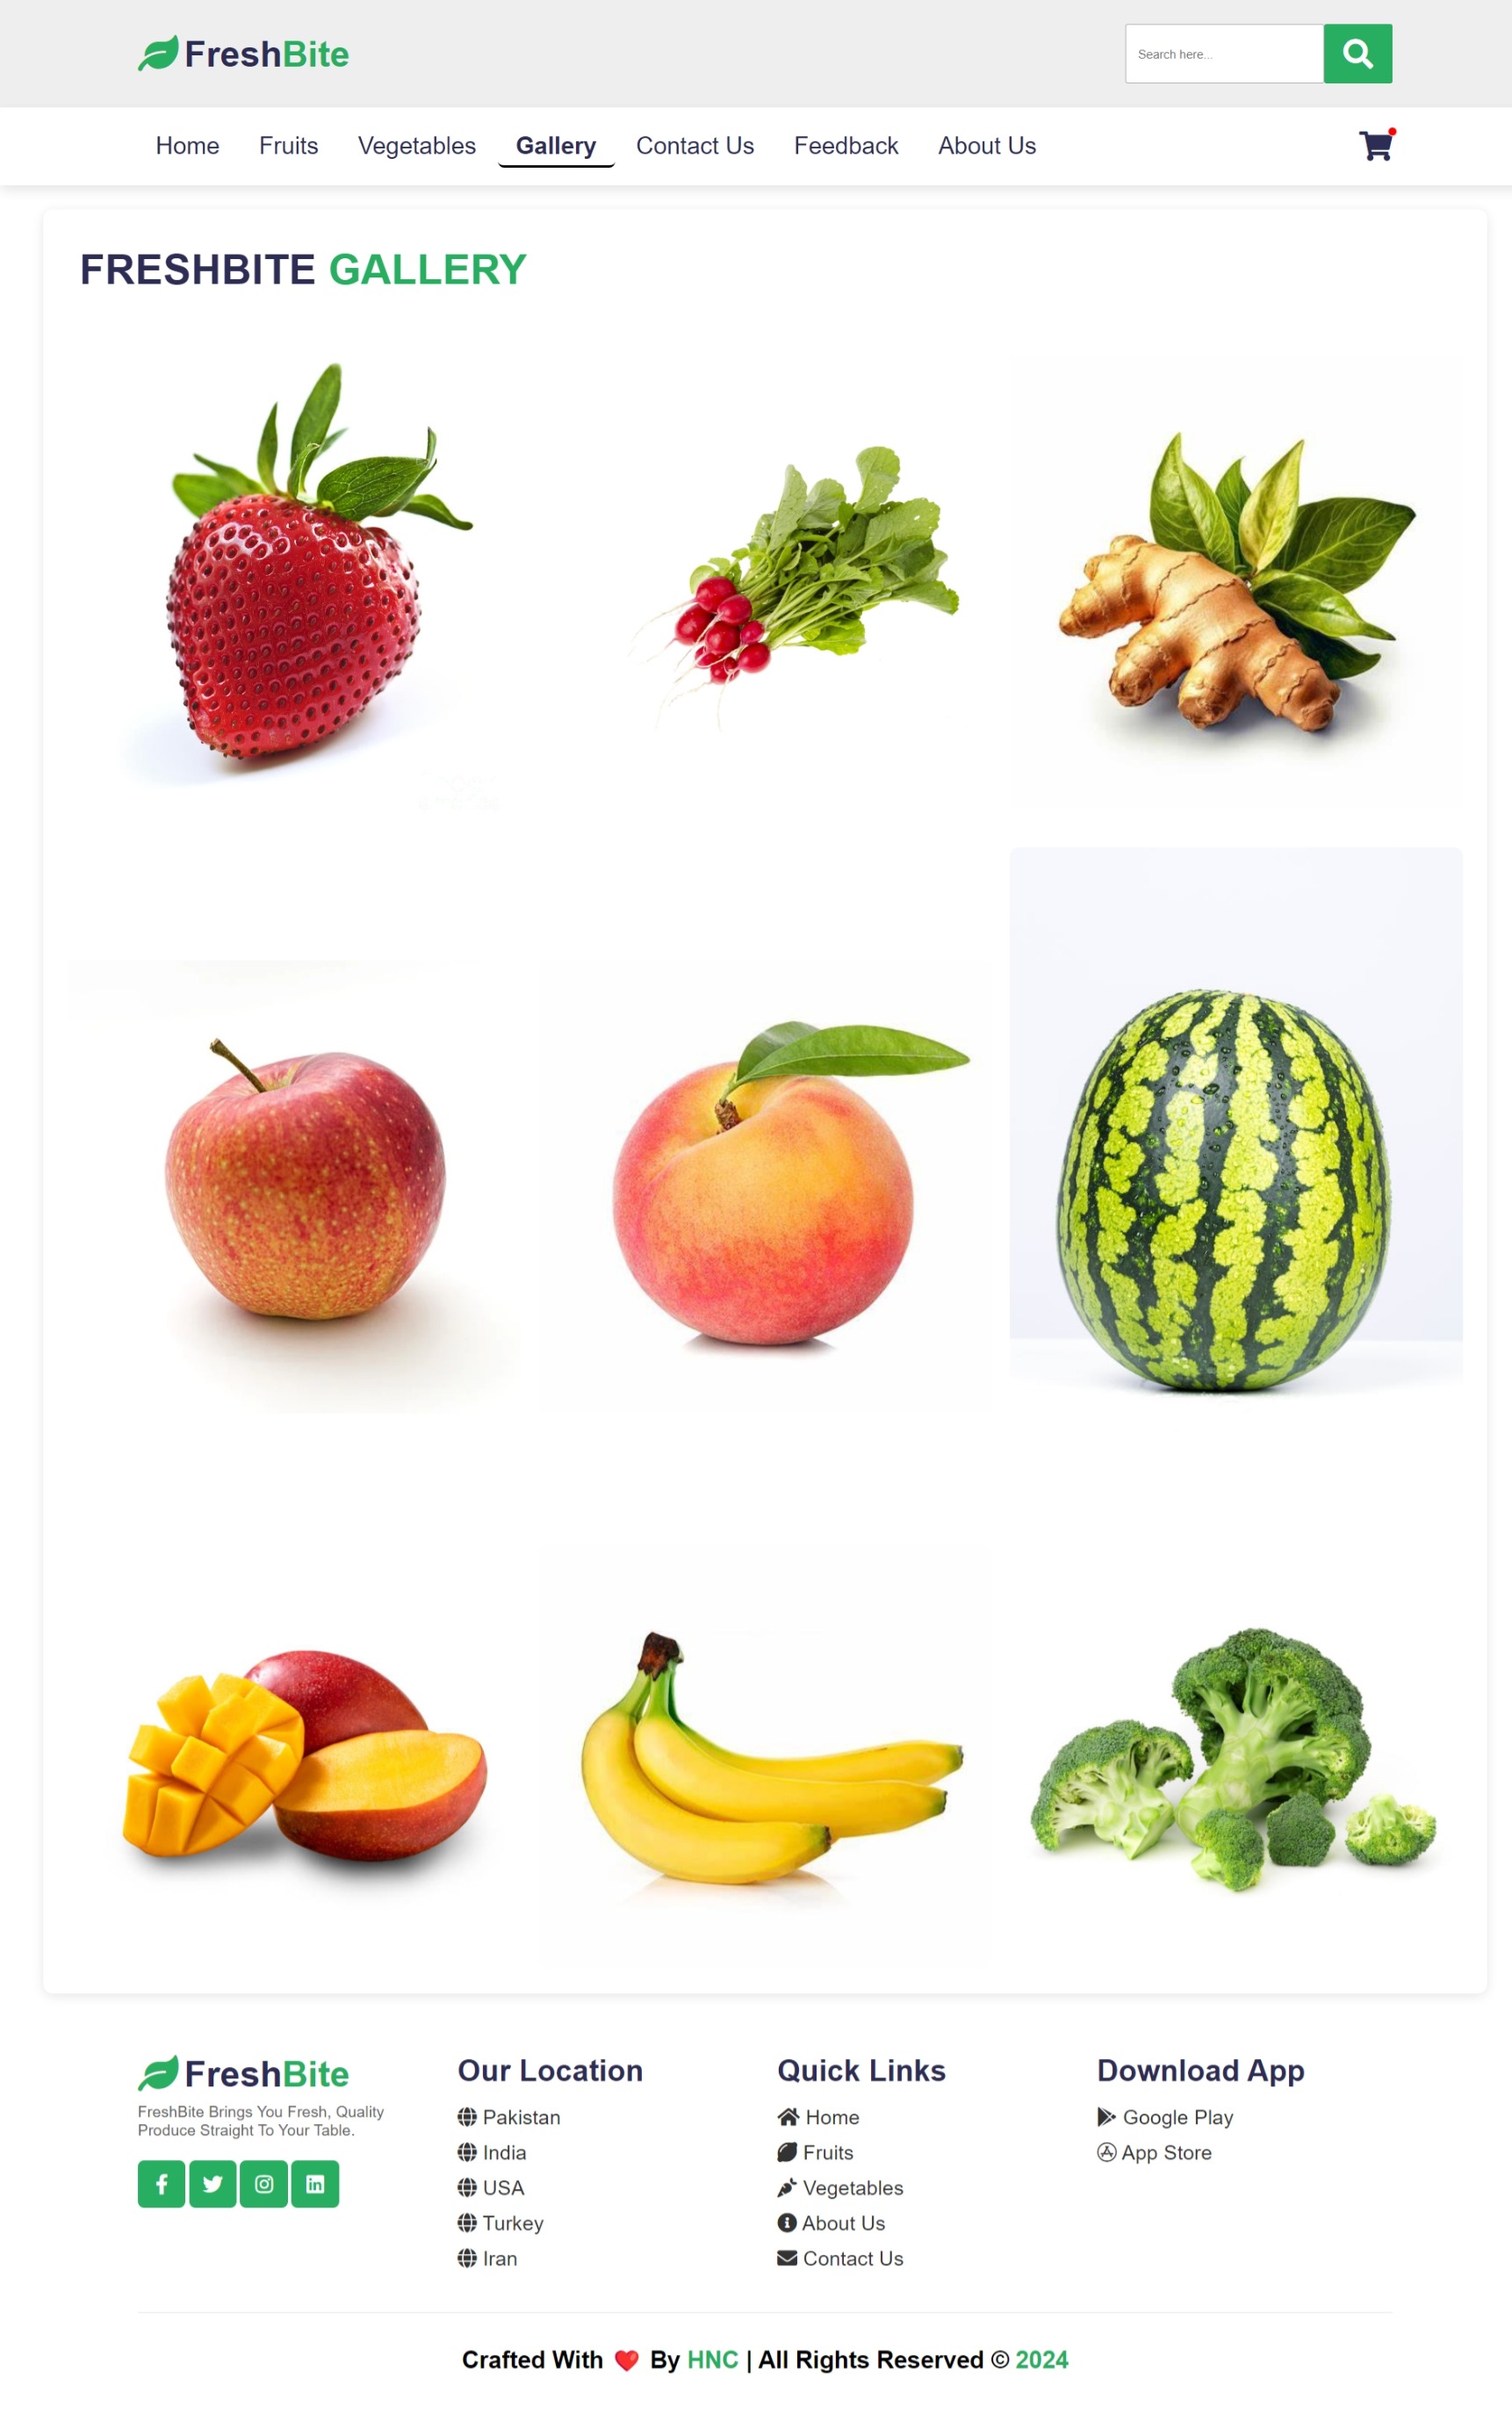 FreshBite
Search here...
Home Fruits Vegetables Gallery Contact Us Feedback About Us
FRESHBITE GALLERY
FreshBite
FreshBite Brings You Fresh, Quality
Produce Straight To Your Table.
Our Location
Pakistan
India
USA
Turkey
Iran
Quick Links
Home
Fruits
Vegetables
About Us
Contact Us
Download App
Google Play
App Store
Crafted With ❤️ By HNC | All Rights Reserved © 2024